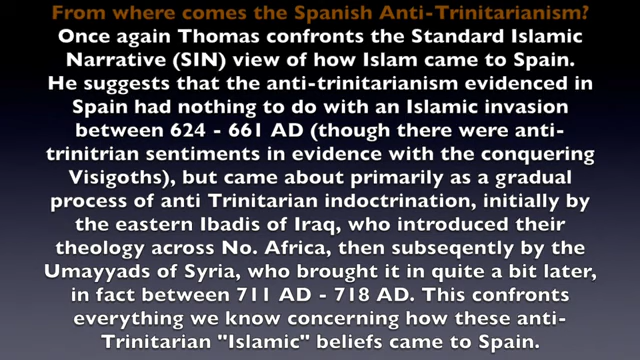 From where comes the Spanish Anti-Trinitarianism?
Once again Thomas confronts the Standard Islamic
Narrative (SIN) view of how Islam came to Spain.
He suggests that the anti-trinitarianism evidenced in
Spain had nothing to do with an Islamic invasion
between 624 - 661 AD (though there were anti-
trinitrian sentiments in evidence with the conquering
Visigoths), but came about primarily as a gradual
process of anti Trinitarian indoctrination, initially by
the eastern Ibadis of Iraq, who introduced their
theology across No. Africa, then subseqently by the
Umayyads of Syria, who brought it in quite a bit later,
in fact between 711 AD - 718 AD. This confronts
everything we know concerning how these anti-
Trinitarian "Islamic" beliefs came to Spain.